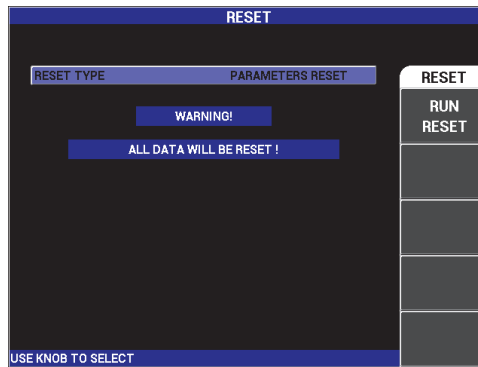 RESET
RESET TYPE PARAMETERS RESET
WARNING!
ALL DATA WILL BE RESET !
RESET
RUN
RESET
USE KNOB TO SELECT